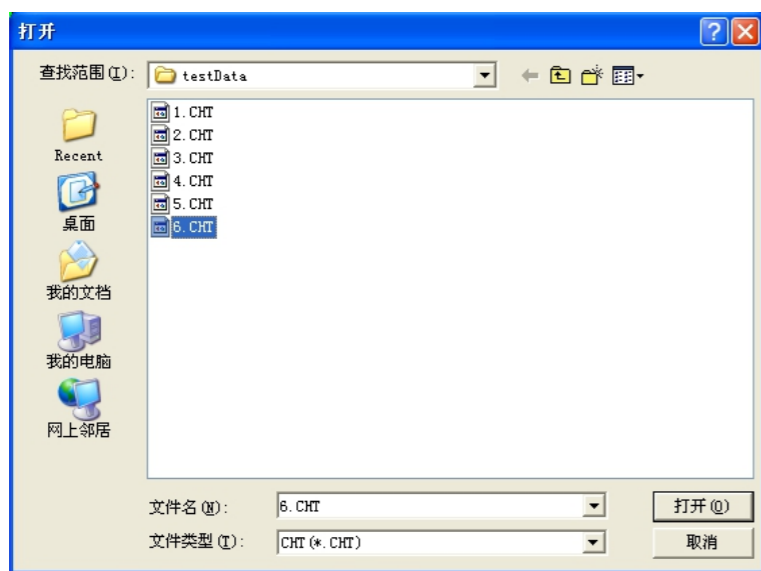 打开
查找范围(I):
testData
Recent
桌面
我的文档
我的电脑
网上邻居
1.CHT
2.CHT
3.CHT
4.CHT
5.CHT
6.CHT
文件名(N):
6.CHT
打开(O)
文件类型(T):
CHT(*.CHT)
取消